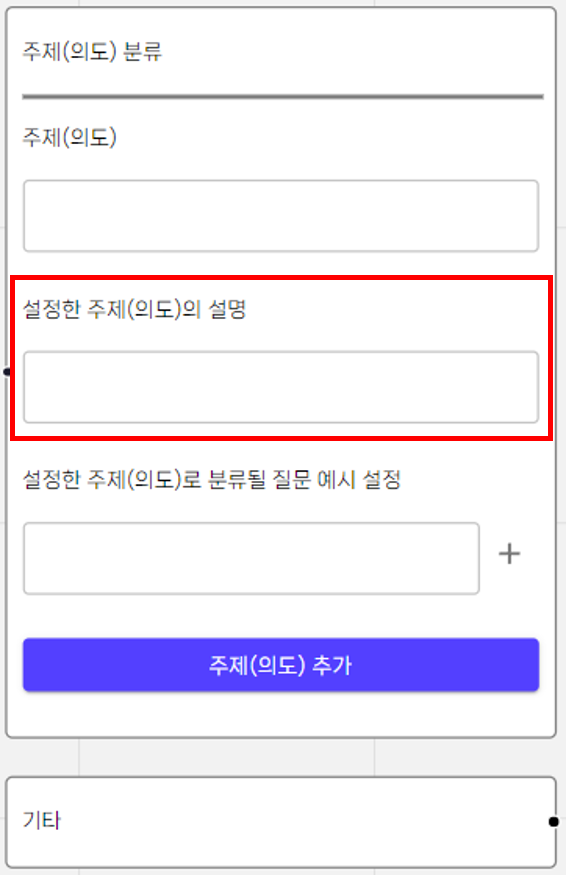 주제(의도) 분류
주제(의도)
설정한 주제(의도)의 설명
설정한 주제(의도)로 분류될 질문 예시 설정
+
주제(의도) 추가
기타